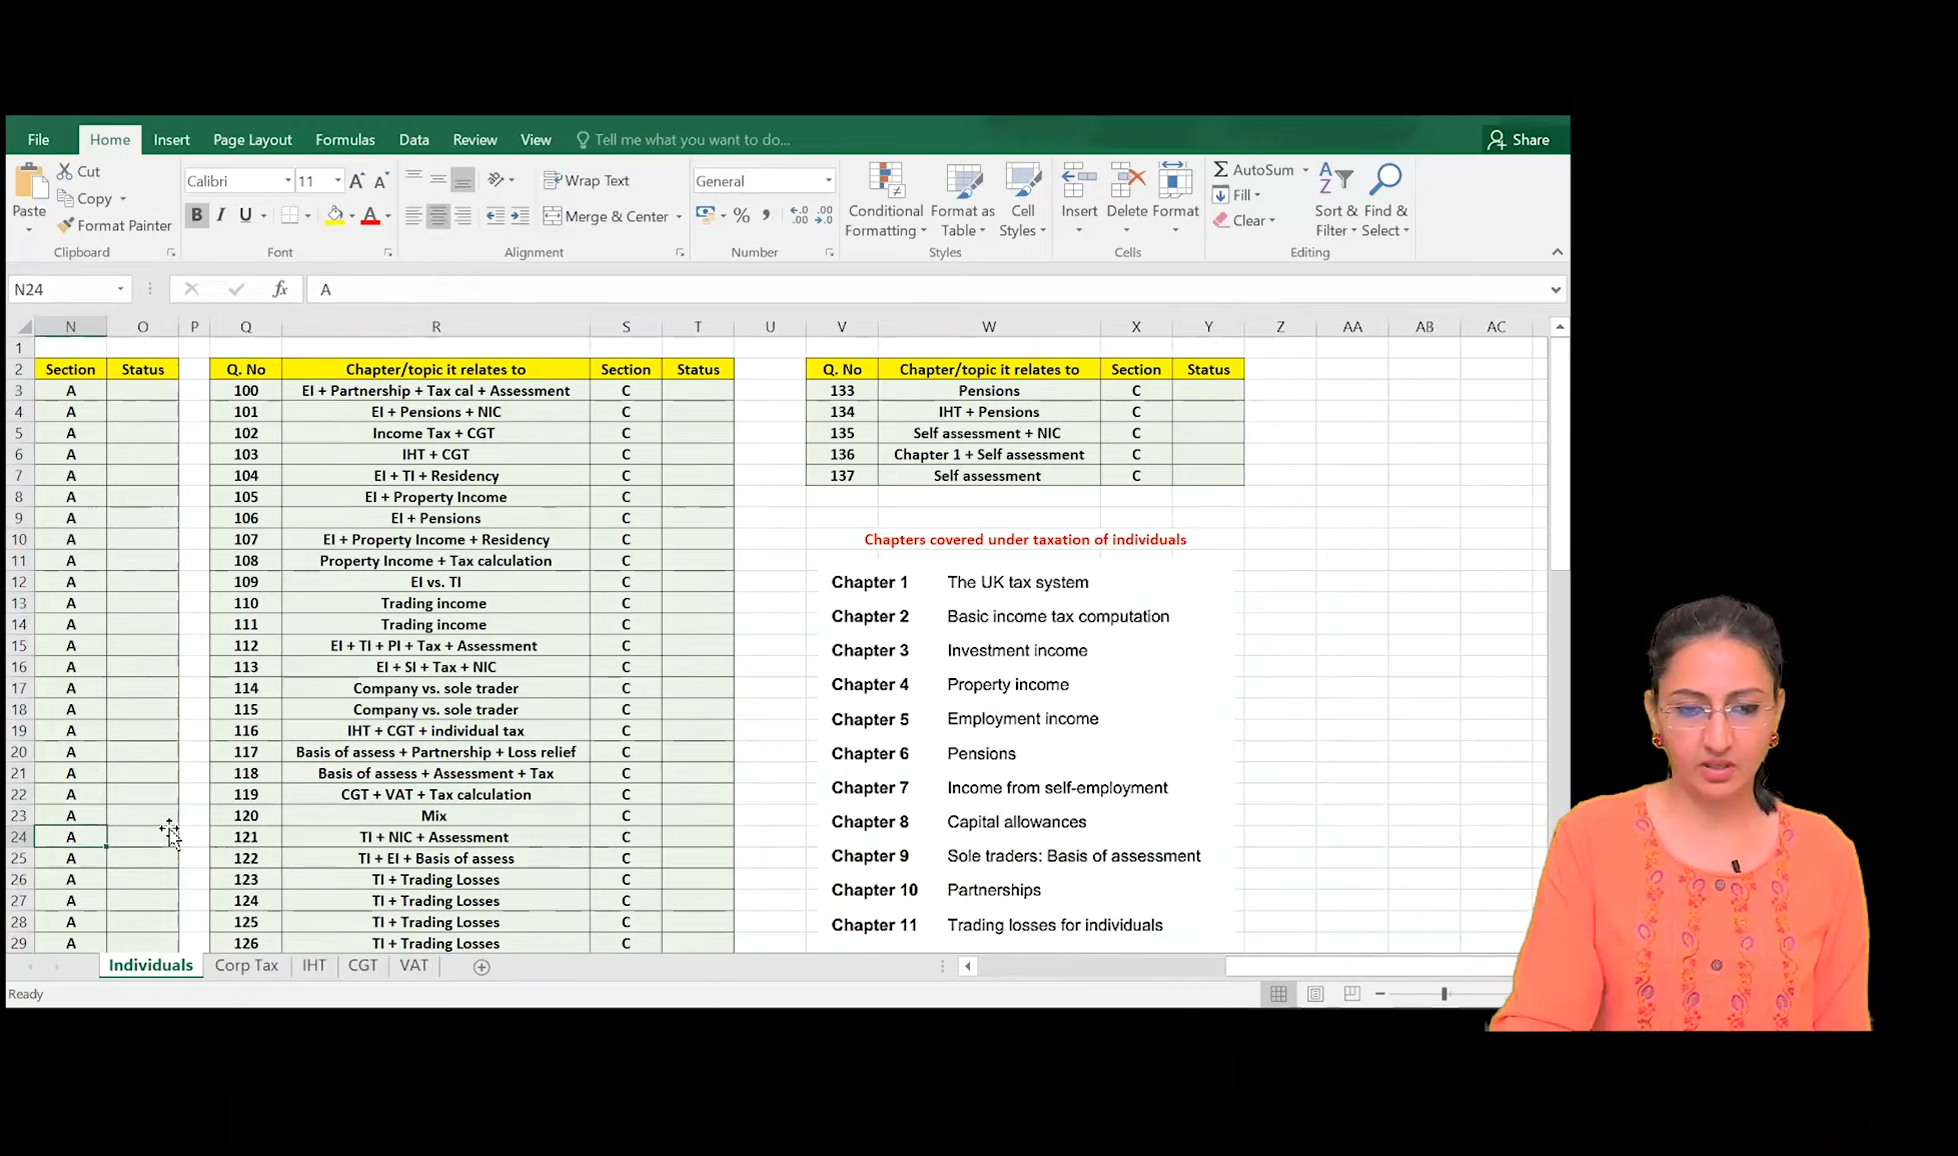 File Home Insert Page Layout Formulas Data Review View Tell me what you want to do... Share
Cut
Copy
Format Painter
Paste
Clipboard
Calibri 11
B I U
Font
Wrap Text
Merge & Center
Alignment
General
%
Number
Conditional Formatting
Format as Table
Cell Styles
Styles
Insert Delete Format
Cells
AutoSum
Fill
Clear
Sort & Filter
Find & Select
Editing
N24 fx A
N O P Q R S T U V W X Y Z AA AB AC
1
2 Section Status Q. No Chapter/topic it relates to Section Status Q. No Chapter/topic it relates to Section Status
3 A 100 EI + Partnership + Tax cal + Assessment C 133 Pensions C
4 A 101 EI + Pensions + NIC C 134 IHT + Pensions C
5 A 102 Income Tax + CGT C 135 Self assessment + NIC C
6 A 103 IHT + CGT C 136 Chapter 1 + Self assessment C
7 A 104 EI + TI + Residency C 137 Self assessment C
8 A 105 EI + Property Income C
9 A 106 EI + Pensions C
10 A 107 EI + Property Income + Residency C Chapters covered under taxation of individuals
11 A 108 Property Income + Tax calculation C
12 A 109 EI vs. TI C Chapter 1 The UK tax system
13 A 110 Trading income C
14 A 111 Trading income C Chapter 2 Basic income tax computation
15 A 112 EI + TI + PI + Tax + Assessment C Chapter 3 Investment income
16 A 113 EI + SI + Tax + NIC C
17 A 114 Company vs. sole trader C Chapter 4 Property income
18 A 115 Company vs. sole trader C
19 A 116 IHT + CGT + individual tax C Chapter 5 Employment income
20 A 117 Basis of assess + Partnership + Loss relief C Chapter 6 Pensions
21 A 118 Basis of assess + Assessment + Tax C
22 A 119 CGT + VAT + Tax calculation C Chapter 7 Income from self-employment
23 A 120 Mix C Chapter 8 Capital allowances
24 A 121 TI + NIC + Assessment C
25 A 122 TI + EI + Basis of assess C Chapter 9 Sole traders: Basis of assessment
26 A 123 TI + Trading Losses C Chapter 10 Partnerships
27 A 124 TI + Trading Losses C
28 A 125 TI + Trading Losses C Chapter 11 Trading losses for individuals
29 A 126 TI + Trading Losses C
Individuals Corp Tax IHT CGT VAT
Ready